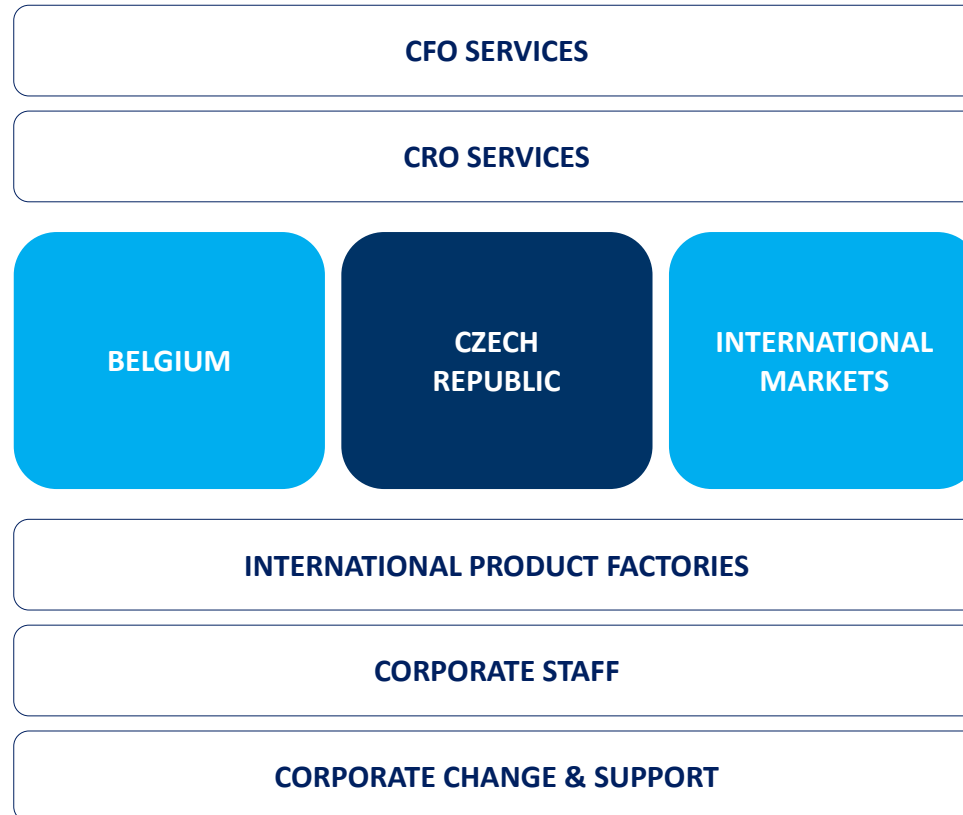 CFO SERVICES
CRO SERVICES
BELGIUM
CZECH
REPUBLIC
INTERNATIONAL
MARKETS
INTERNATIONAL PRODUCT FACTORIES
CORPORATE STAFF
CORPORATE CHANGE & SUPPORT